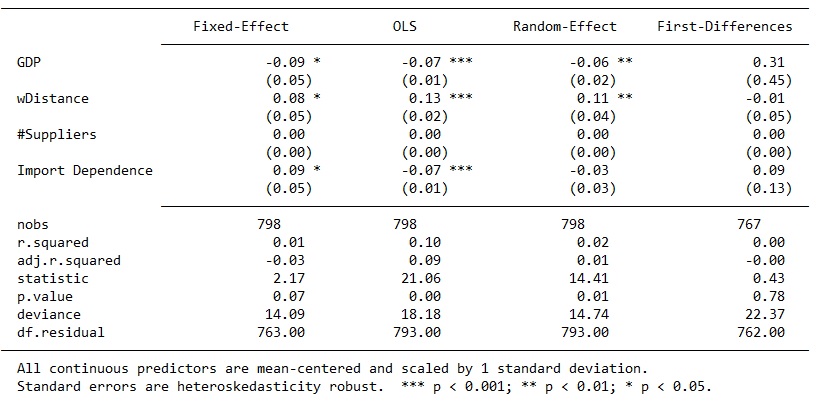 Fixed-Effect OLS Random-Effect First-Differences
GDP -0.09 * -0.07 *** -0.06 ** 0.31
(0.05) (0.01) (0.02) (0.45)
wDistance 0.08 * 0.13 *** 0.11 ** -0.01
(0.05) (0.02) (0.04) (0.05)
#Suppliers 0.00 0.00 0.00 0.00
(0.00) (0.00) (0.00) (0.00)
Import Dependence 0.09 * -0.07 *** -0.03 0.09
(0.05) (0.01) (0.03) (0.13)
nobs 798 798 798 767
r.squared 0.01 0.10 0.02 0.00
adj.r.squared -0.03 0.09 0.01 -0.00
statistic 2.17 21.06 14.41 0.43
p.value 0.07 0.00 0.01 0.78
deviance 14.09 18.18 14.74 22.37
df.residual 763.00 793.00 793.00 762.00
All continuous predictors are mean-centered and scaled by 1 standard deviation.
Standard errors are heteroskedasticity robust. *** p < 0.001; ** p < 0.01; * p < 0.05.